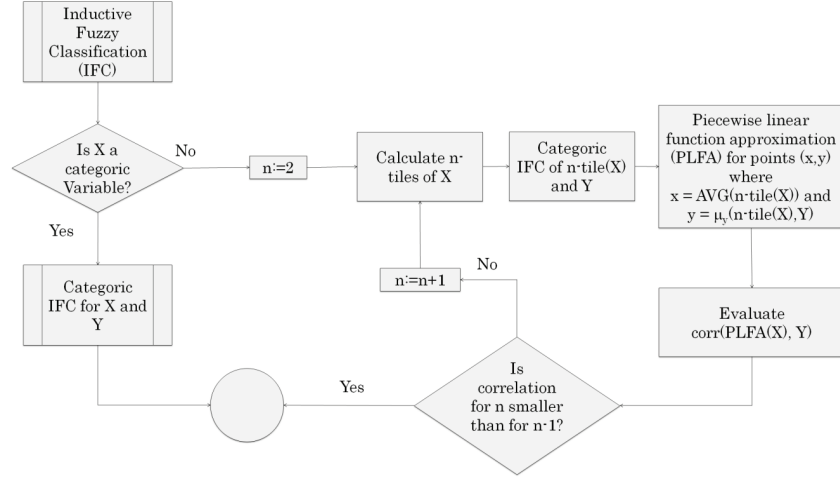 Inductive
Fuzzy
Classification
(IFC)
Is X a
categoric
Variable?
No
n:=2
Calculate n-
tiles of X
Categoric
IFC of n-tile(X)
and Y
Piecewise linear
function approximation
(PLFA) for points (x,y)
where
x = AVG(n-tile(X)) and
y = μy(n-tile(X),Y)
Yes
Categoric
IFC for X and
Y
n:=n+1
No
Evaluate
corr(PLFA(X), Y)
Is
correlation
for n smaller
than for n-1?
Yes